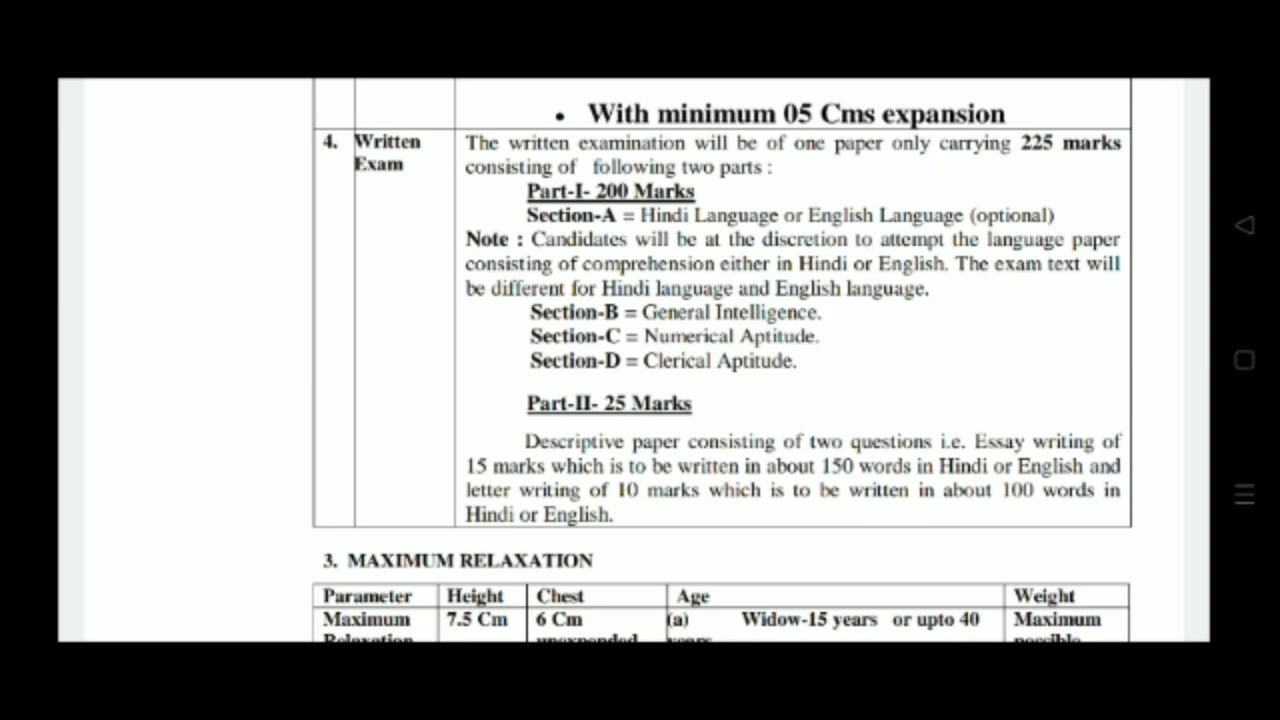 • With minimum 05 Cms expansion
4. Written The written examination will be of one paper only carrying 225 marks
Exam consisting of following two parts :
Part-I- 200 Marks
Section-A = Hindi Language or English Language (optional)
Note : Candidates will be at the discretion to attempt the language paper
consisting of comprehension either in Hindi or English. The exam text will
be different for Hindi language and English language.
Section-B = General Intelligence.
Section-C = Numerical Aptitude.
Section-D = Clerical Aptitude.
Part-II- 25 Marks
Descriptive paper consisting of two questions i.e. Essay writing of
15 marks which is to be written in about 150 words in Hindi or English and
letter writing of 10 marks which is to be written in about 100 words in
Hindi or English.
3. MAXIMUM RELAXATION
Parameter Height Chest Age Weight
Maximum 7.5 Cm 6 Cm (a) Widow-15 years or upto 40 Maximum
Relaxation unexpanded years possible